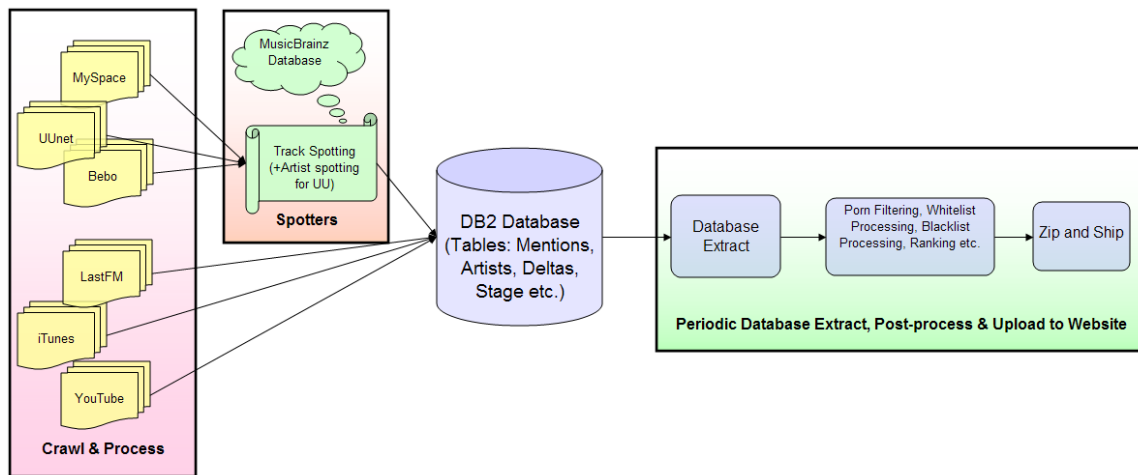 MySpace
UUnet
Bebo
LastFM
iTunes
YouTube
Crawl & Process
MusicBrainz
Database
Track Spotting
(+Artist spotting
for UU)
Spotters
DB2 Database
(Tables: Mentions,
Artists, Deltas,
Stage etc.)
Database
Extract
Porn Filtering, Whitelist
Processing, Blacklist
Processing, Ranking etc.
Zip and Ship
Periodic Database Extract, Post-process & Upload to Website